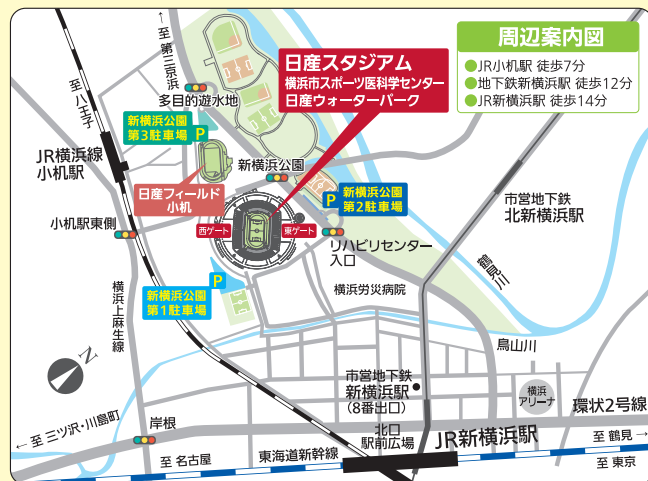 周辺案内図
●JR小机駅 徒歩7分
●地下鉄新横浜駅 徒歩12分
●JR新横浜駅 徒歩14分
日産スタジアム
横浜市スポーツ医科学センター
日産ウォーターパーク
← 至 第三京浜
← 至 八王子
多目的遊水地
新横浜公園
第3駐車場
P
JR横浜線
小机駅
日産フィールド
小机
新横浜公園
P
新横浜公園
第2駐車場
市営地下鉄
北新横浜駅
小机駅東側
西ゲート
東ゲート
リハビリセンター
入口
鶴見川
P
新横浜公園
第1駐車場
横浜労災病院
横浜上麻生線
N
鳥山川
市営地下鉄
新横浜駅
(8番出口)
横浜
アリーナ
環状2号線
← 至 三ツ沢・川島町
岸根
北口
駅前広場
JR新横浜駅
至 鶴見 →
至 名古屋
東海道新幹線
至 東京